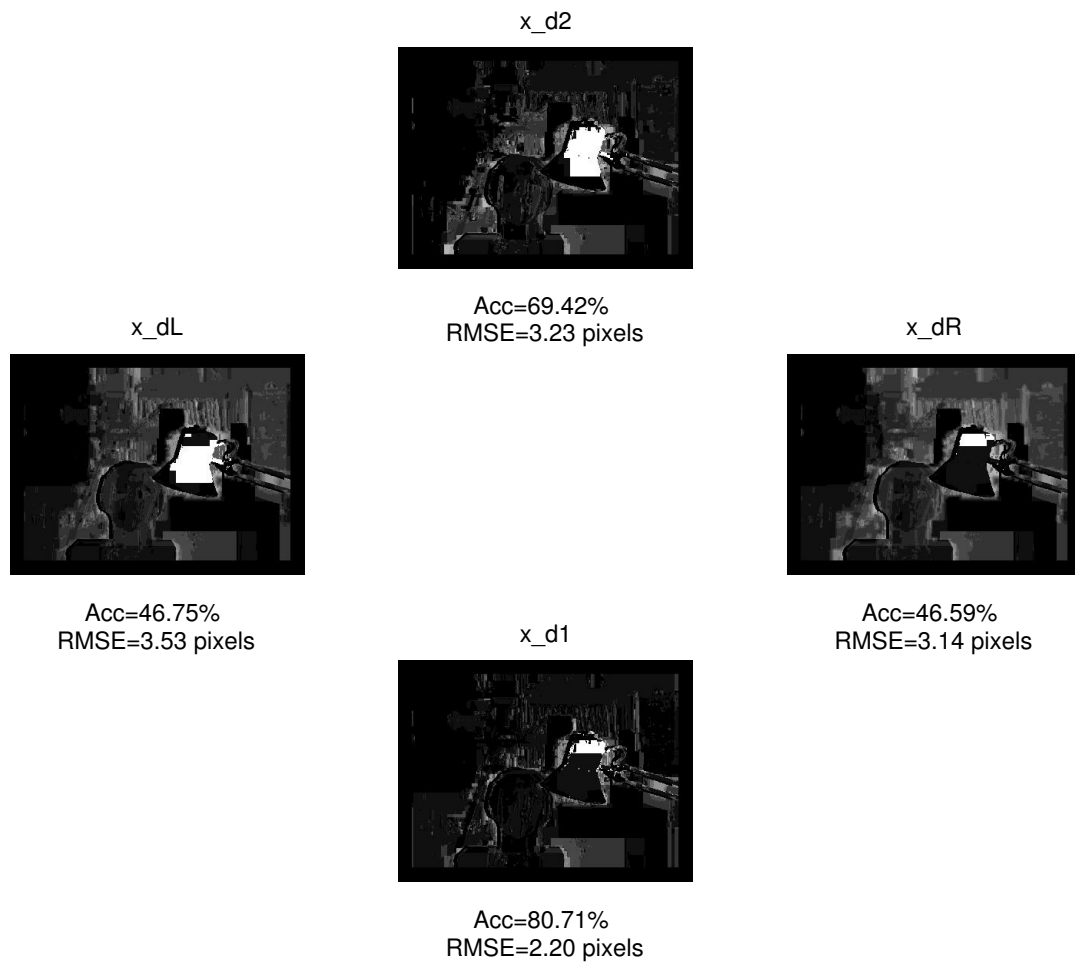 x_d2
Acc=69.42%
RMSE=3.23 pixels
x_dL
x_dR
Acc=46.75%
RMSE=3.53 pixels
Acc=46.59%
RMSE=3.14 pixels
x_d1
Acc=80.71%
RMSE=2.20 pixels